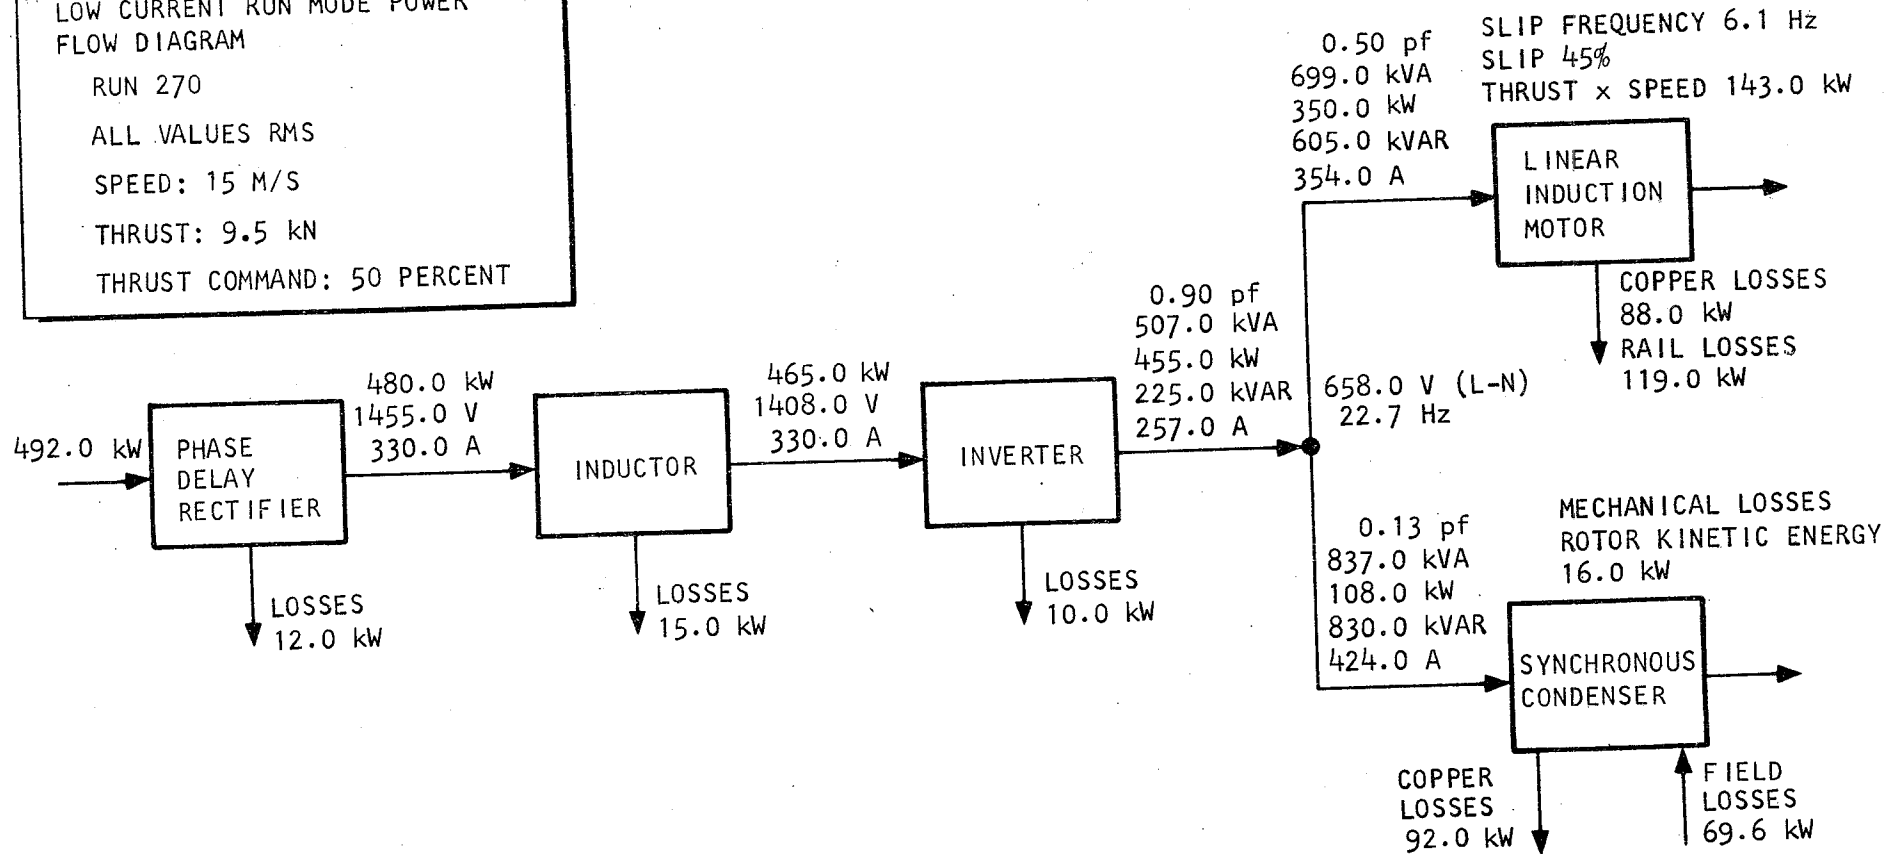 LOW CURRENT RUN MODE POWER
FLOW DIAGRAM
RUN 270
ALL VALUES RMS
SPEED: 15 M/S
THRUST: 9.5 kN
THRUST COMMAND: 50 PERCENT
0.50 pf
699.0 kVA
350.0 kW
605.0 kVAR
354.0 A
SLIP FREQUENCY 6.1 Hz
SLIP 45%
THRUST x SPEED 143.0 kW
LINEAR
INDUCTION
MOTOR
COPPER LOSSES
88.0 kW
RAIL LOSSES
119.0 kW
492.0 kW
PHASE
DELAY
RECTIFIER
LOSSES
12.0 kW
480.0 kW
1455.0 V
330.0 A
INDUCTOR
LOSSES
15.0 kW
465.0 kW
1408.0 V
330.0 A
INVERTER
LOSSES
10.0 kW
0.90 pf
507.0 kVA
455.0 kW
225.0 kVAR
257.0 A
658.0 V (L-N)
22.7 Hz
0.13 pf
837.0 kVA
108.0 kW
830.0 kVAR
424.0 A
MECHANICAL LOSSES
ROTOR KINETIC ENERGY
16.0 kW
SYNCHRONOUS
CONDENSER
COPPER
LOSSES
92.0 kW
FIELD
LOSSES
69.6 kW